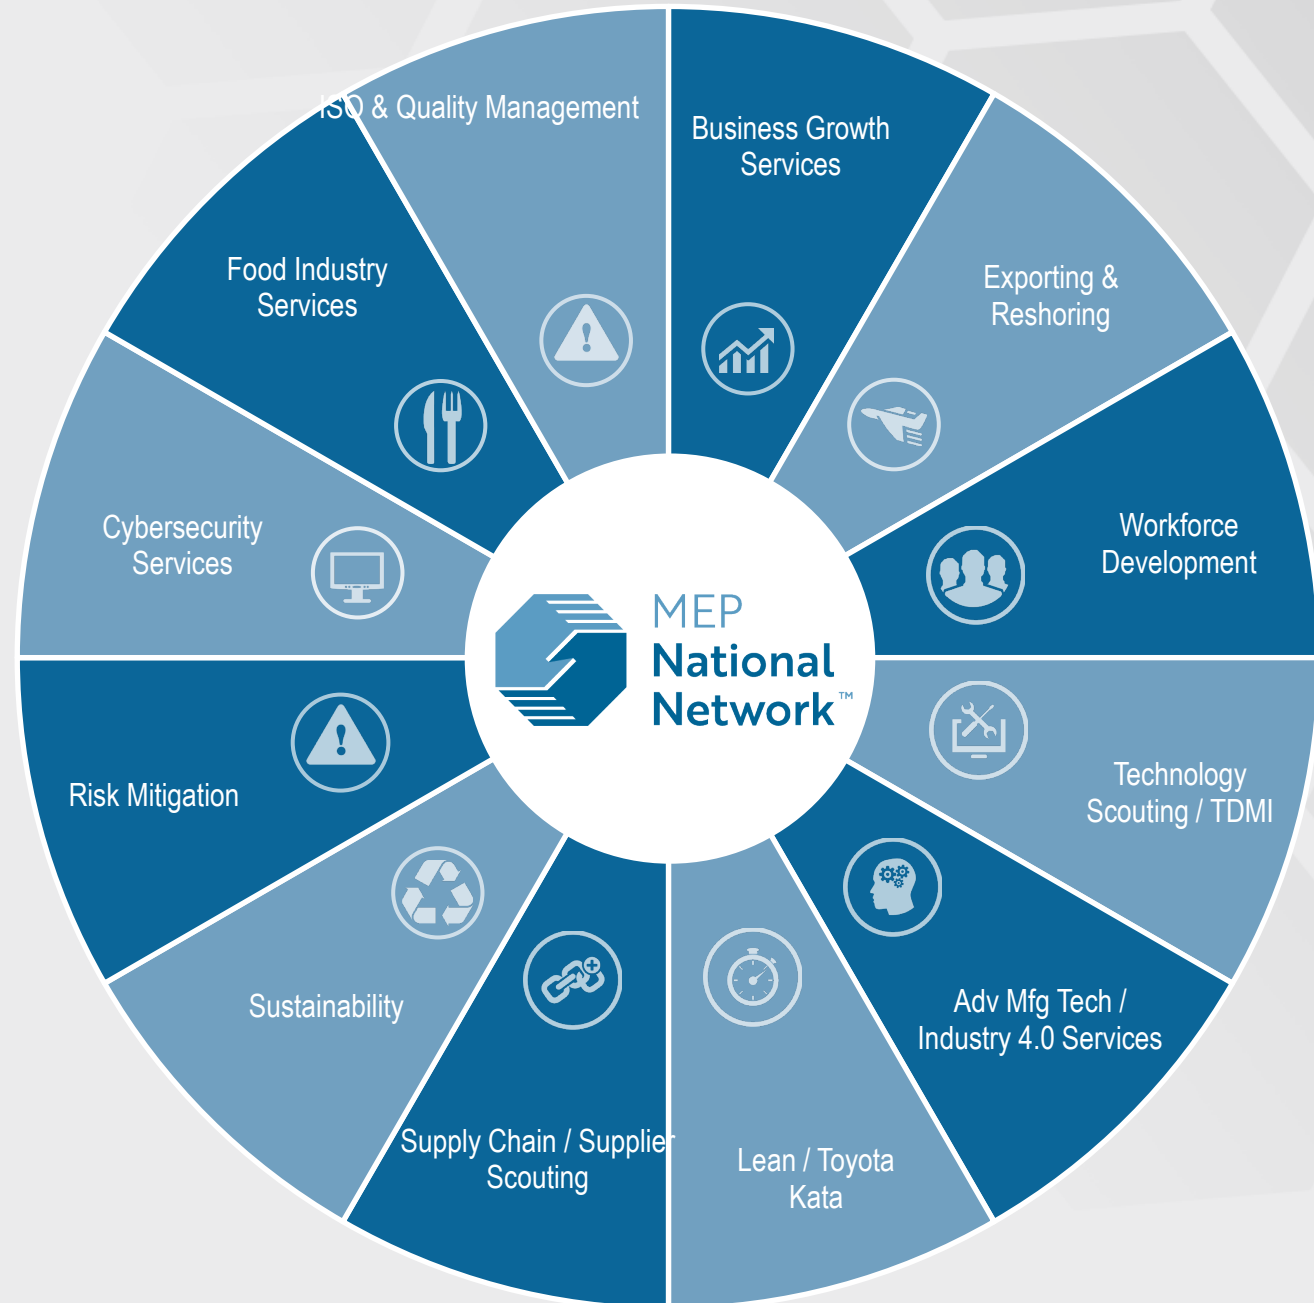 ISO & Quality Management
Business Growth
Services
Exporting &
Reshoring
Workforce
Development
Technology
Scouting / TDMI
Adv Mfg Tech /
Industry 4.0 Services
Lean / Toyota
Kata
Supply Chain / Supplier
Scouting
Sustainability
Risk Mitigation
Cybersecurity
Services
Food Industry
Services
MEP
National
Network™